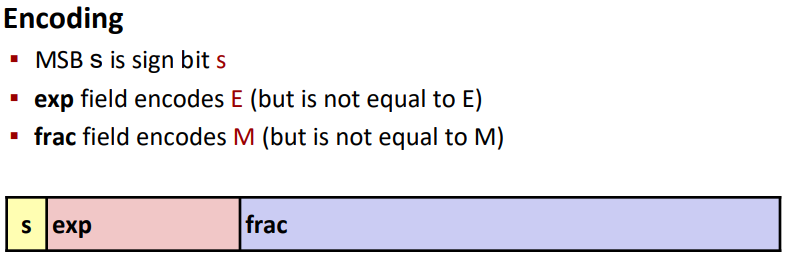 Encoding
▪ MSB s is sign bit s
▪ exp field encodes E (but is not equal to E)
▪ frac field encodes M (but is not equal to M)
s exp frac